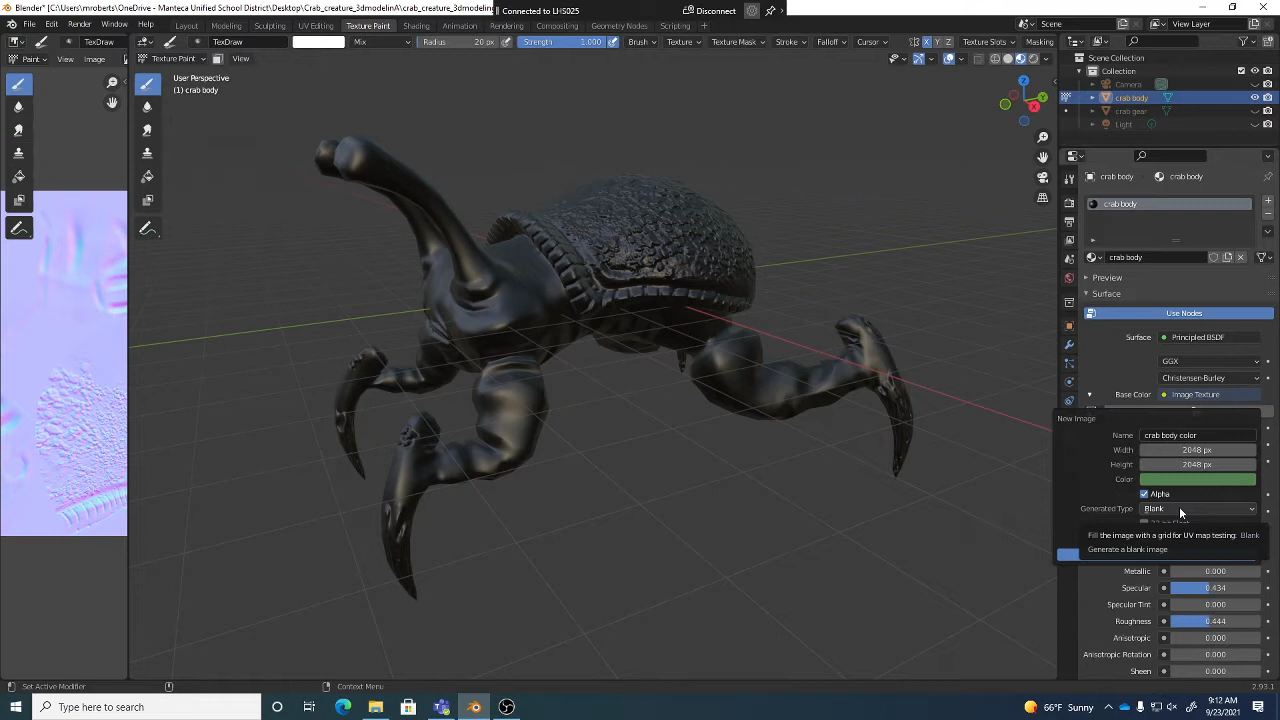 Blender* [C:\Users\mroberts\OneDrive - Manteca Unified School District\Desktop\Crab_creature_3dmodelinA\crab_creature_3dmodelin
Connected to LHS025
Disconnect
File Edit Render Window Help
Layout Modeling Sculpting UV Editing Texture Paint Shading Animation Rendering Compositing Geometry Nodes Scripting +
Scene
View Layer
TexDraw
TexDraw
Mix
Radius 20 px
Strength 1.000
Brush Texture Texture Mask Stroke Falloff Cursor
X Y Z
Texture Slots Masking
Paint View Image
Texture Paint View
Scene Collection
Collection
Camera
crab body
crab gear
Light
User Perspective
(1) crab body
Z
Y
X
crab body crab body
crab body
crab body
Preview
Surface
Use Nodes
Surface Principled BSDF
GGX
Christensen-Burley
Base Color Image Texture
New Image
Name crab body color
Width 2048 px
Height 2048 px
Color
Alpha
Generated Type Blank
Fill the image with a grid for UV map testing: Blank
Generate a blank image
Metallic 0.000
Specular 0.434
Specular Tint 0.000
Roughness 0.444
Anisotropic 0.000
Anisotropic Rotation 0.000
Sheen 0.000
Set Active Modifier
Context Menu
2.93.1
Type here to search
66°F Sunny
9:12 AM
9/23/2021